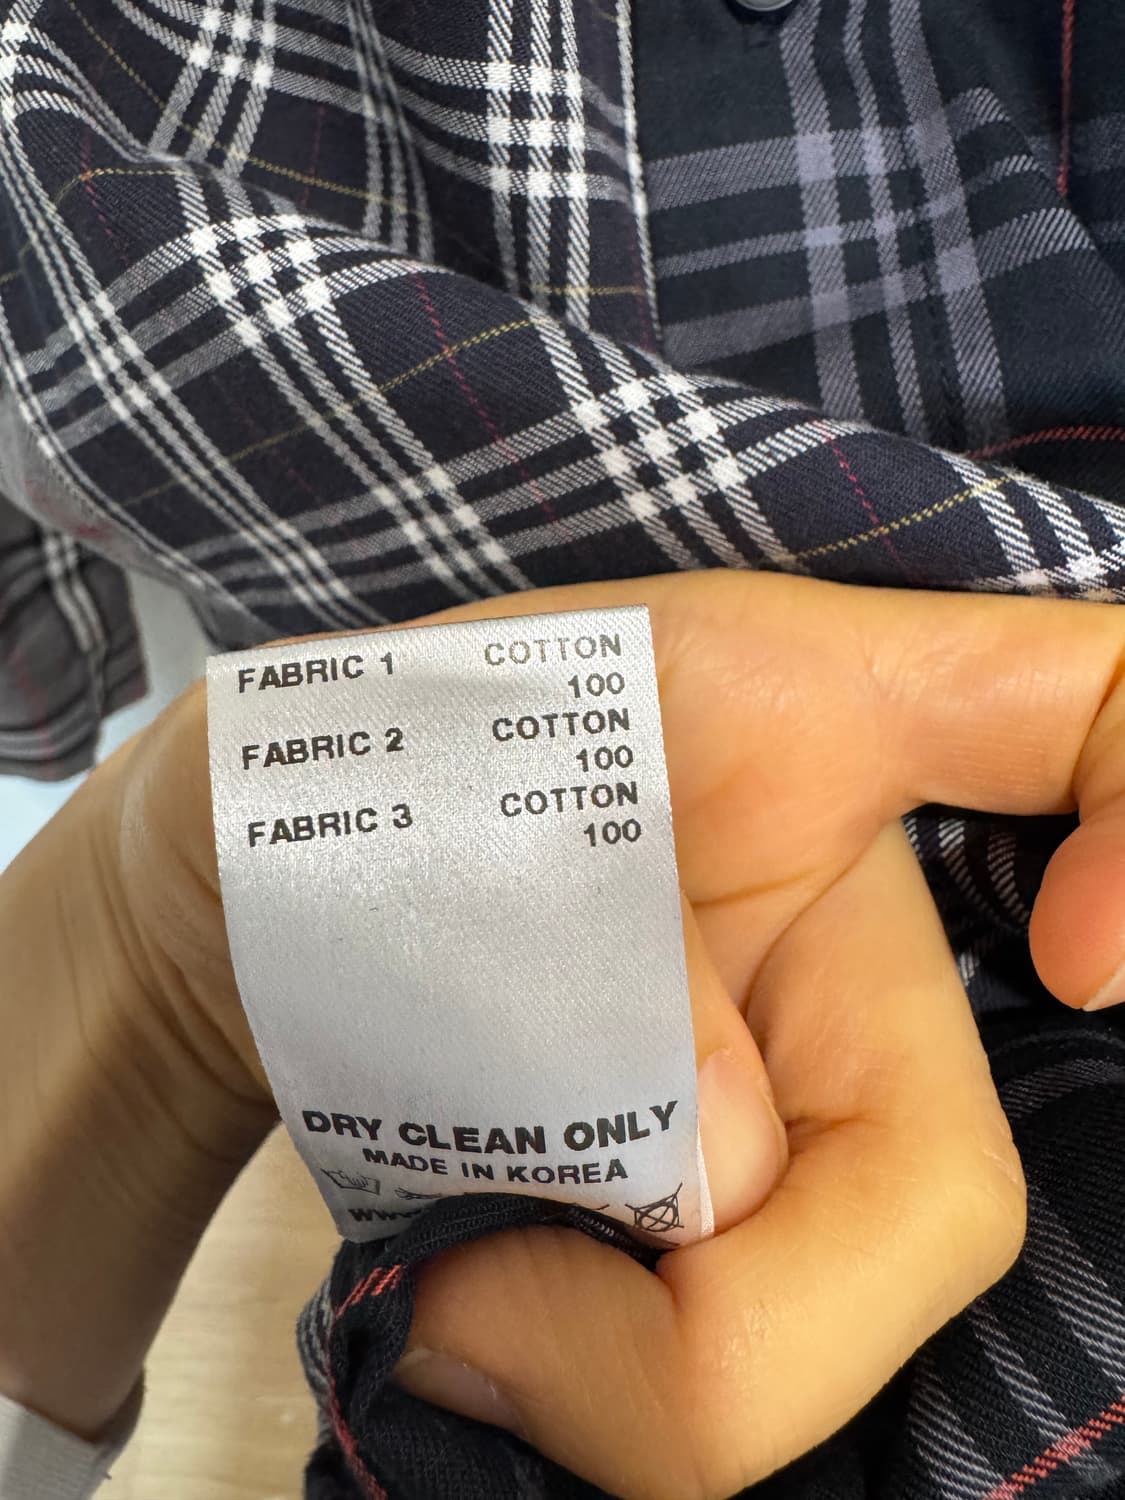 FABRIC 1 COTTON
100
FABRIC 2 COTTON
100
FABRIC 3 COTTON
100
DRY CLEAN ONLY
MADE IN KOREA